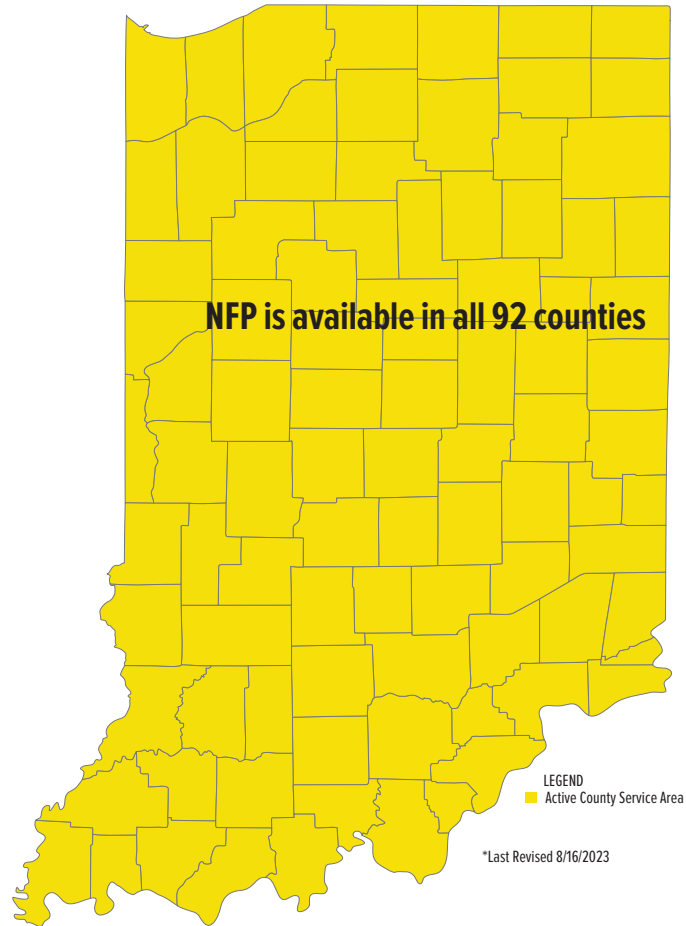 NFP is available in all 92 counties
LEGEND
Active County Service Area
*Last Revised 8/16/2023